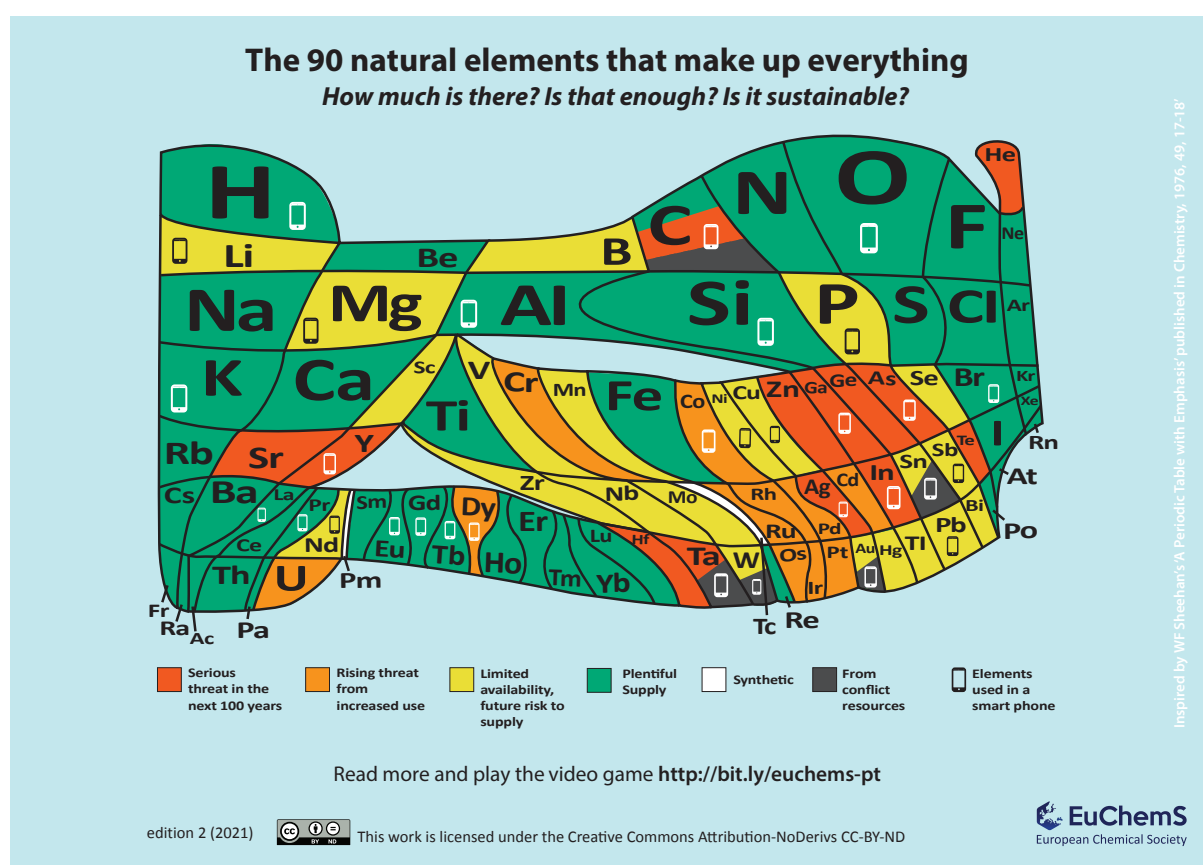 The 90 natural elements that make up everything
How much is there? Is that enough? Is it sustainable?
H
He
Li
Be
B
C
N
O
F
Ne
Na
Mg
Al
Si
P
S
Cl
Ar
K
Ca
Sc
Ti
V
Cr
Mn
Fe
Co
Ni
Cu
Zn
Ga
Ge
As
Se
Br
Kr
Rb
Sr
Y
Zr
Nb
Mo
Tc
Ru
Rh
Pd
Ag
Cd
In
Sn
Sb
Te
I
Xe
Cs
Ba
La
Ce
Pr
Nd
Pm
Sm
Eu
Gd
Tb
Dy
Ho
Er
Tm
Yb
Lu
Hf
Ta
W
Re
Os
Ir
Pt
Au
Hg
Tl
Pb
Bi
Po
At
Rn
Fr
Ra
Ac
Th
Pa
U
Serious
threat in the
next 100 years
Rising threat
from
increased use
Limited
availability,
future risk to
supply
Plentiful
Supply
Synthetic
From
conflict
resources
Elements
used in a
smart phone
Read more and play the video game http://bit.ly/euchems-pt
edition 2 (2021)
cc
BY ND
This work is licensed under the Creative Commons Attribution-NoDerivs CC-BY-ND
EuChemS
European Chemical Society
Inspired by WF Sheehan's 'A Periodic Table with Emphasis' published in Chemistry, 1976, 49, 17-18'